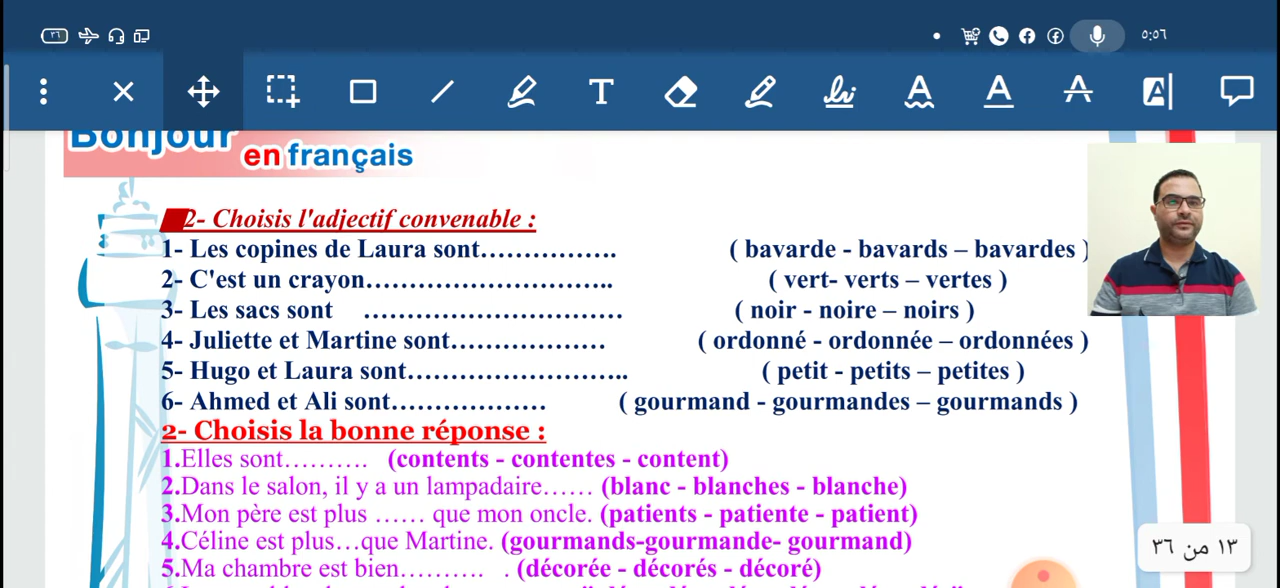 ٣٦
٥:٥٦
Bonjour
en français
2- Choisis l'adjectif convenable :
1- Les copines de Laura sont……………. ( bavarde - bavards – bavardes )
2- C'est un crayon……………………….. ( vert- verts – vertes )
3- Les sacs sont ………………………… ( noir - noire – noirs )
4- Juliette et Martine sont……………… ( ordonné - ordonnée – ordonnées )
5- Hugo et Laura sont…………………….. ( petit - petits – petites )
6- Ahmed et Ali sont……………… ( gourmand - gourmandes – gourmands )
2- Choisis la bonne réponse :
1.Elles sont………. (contents - contentes - content)
2.Dans le salon, il y a un lampadaire…… (blanc - blanches - blanche)
3.Mon père est plus …… que mon oncle. (patients - patiente - patient)
4.Céline est plus…que Martine. (gourmands-gourmande- gourmand)
5.Ma chambre est bien………. . (décorée - décorés - décoré)
١٣ من ٣٦